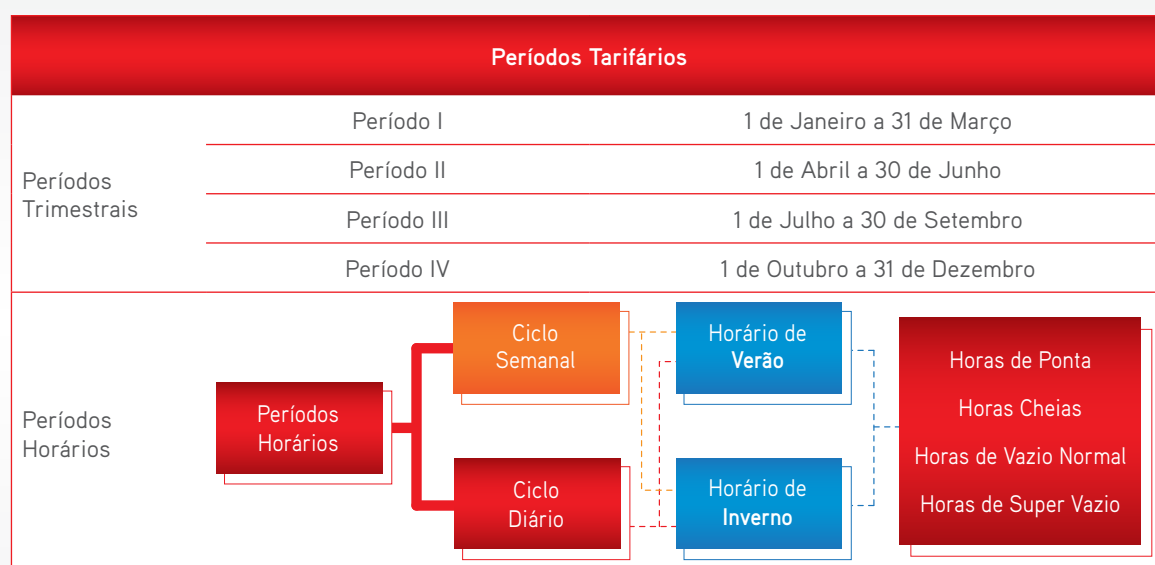 Períodos Tarifários
Período I
1 de Janeiro a 31 de Março
Períodos
Trimestrais
Período II
1 de Abril a 30 de Junho
Período III
1 de Julho a 30 de Setembro
Período IV
1 de Outubro a 31 de Dezembro
Períodos
Horários
Períodos
Horários
Ciclo
Semanal
Ciclo
Diário
Horário de
Verão
Horário de
Inverno
Horas de Ponta
Horas Cheias
Horas de Vazio Normal
Horas de Super Vazio